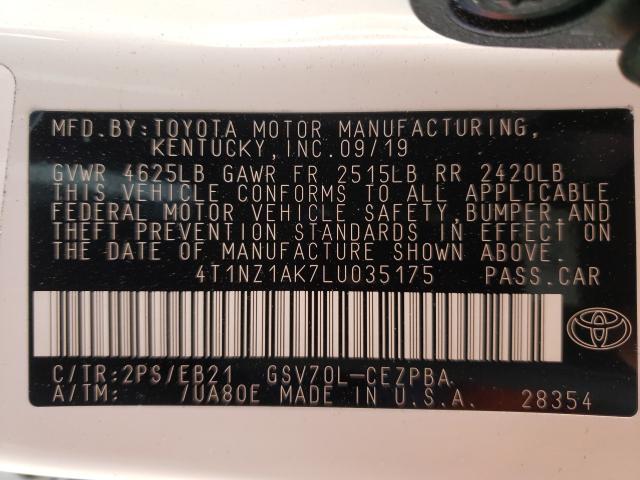 MFD.BY:TOYOTA MOTOR MANUFACTURING,
KENTUCKY,INC.09/19
GVWR 4625LB GAWR FR 2515LB RR 2420LB
THIS VEHICLE CONFORMS TO ALL APPLICABLE
FEDERAL MOTOR VEHICLE SAFETY,BUMPER,AND
THEFT PREVENTION STANDARDS IN EFFECT ON
THE DATE OF MANUFACTURE SHOWN ABOVE.
4T1NZ1AK7LU035175 PASS.CAR
C/TR:2PS/EB21 GSV70L-CEZPBA
A/TM: /UA80E MADE IN U.S.A. 28354